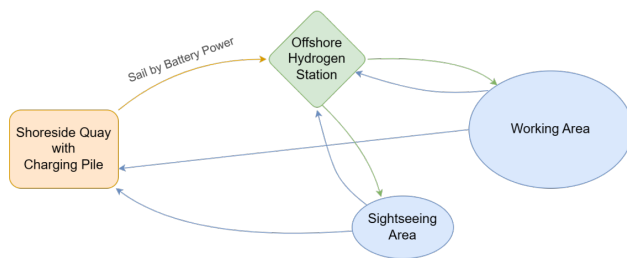 Sail by Battery Power
Offshore
Hydrogen
Station
Shoreside Quay
with
Charging Pile
Working Area
Sightseeing
Area